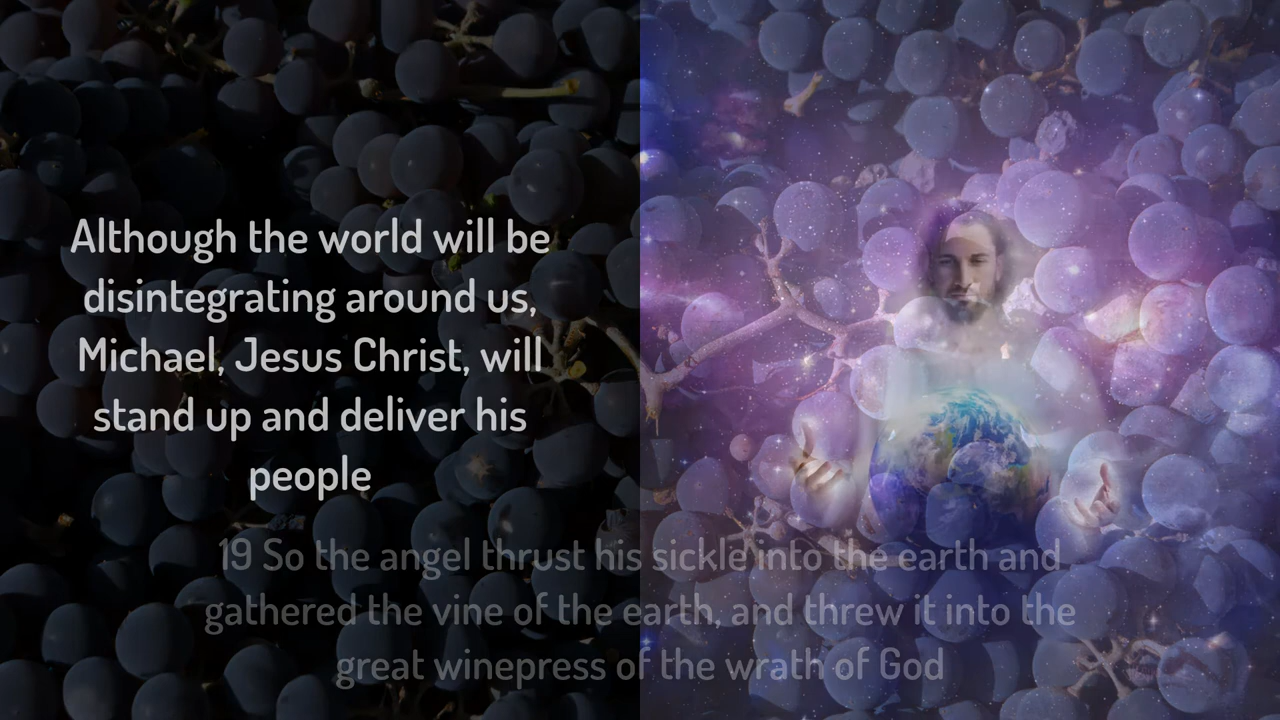 Although the world will be
disintegrating around us,
Michael, Jesus Christ, will
stand up and deliver his
people
19 So the angel thrust his sickle into the earth and
gathered the vine of the earth, and threw it into the
great winepress of the wrath of God